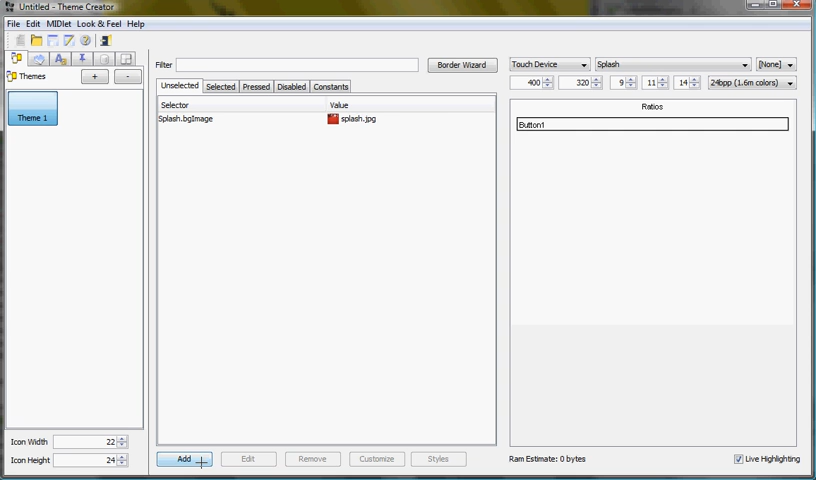 Untitled - Theme Creator
File Edit MIDlet Look & Feel Help
Themes + -
Theme 1
Icon Width 22
Icon Height 24
Filter Border Wizard
Unselected Selected Pressed Disabled Constants
Selector Value
Splash.bgImage splash.jpg
Add Edit Remove Customize Styles
Touch Device Splash [None]
400 320 9 11 14 24bpp (1.6m colors)
Ratios
Button1
Ram Estimate: 0 bytes Live Highlighting